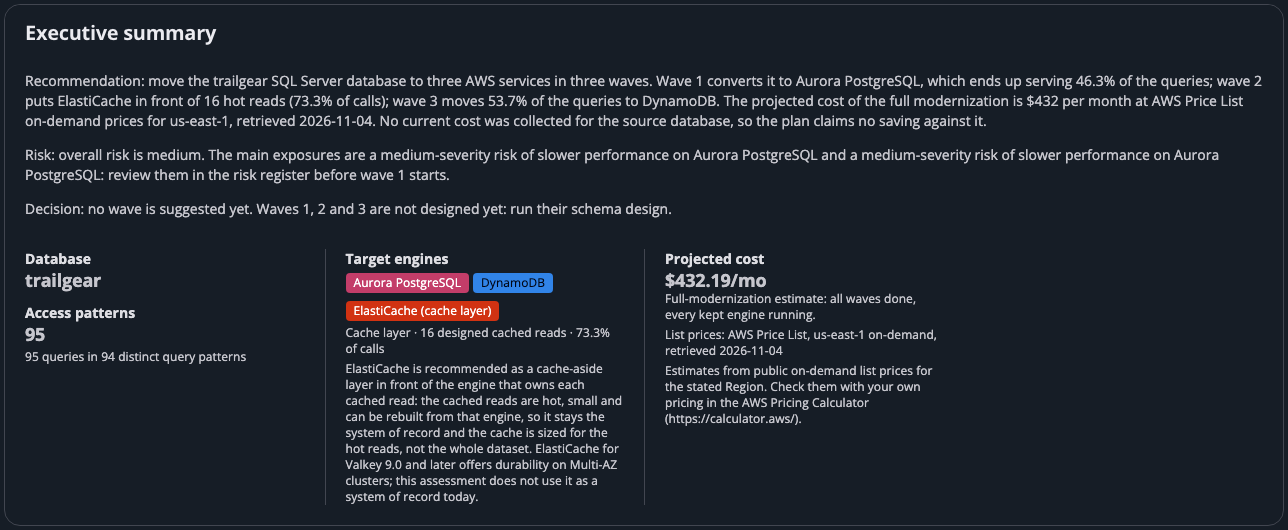 Executive summary
Recommendation: move the trailgear SQL Server database to three AWS services in three waves. Wave 1 converts it to Aurora PostgreSQL, which ends up serving 46.3% of the queries; wave 2
puts ElastiCache in front of 16 hot reads (73.3% of calls); wave 3 moves 53.7% of the queries to DynamoDB. The projected cost of the full modernization is $432 per month at AWS Price List
on-demand prices for us-east-1, retrieved 2026-11-04. No current cost was collected for the source database, so the plan claims no saving against it.
Risk: overall risk is medium. The main exposures are a medium-severity risk of slower performance on Aurora PostgreSQL and a medium-severity risk of slower performance on Aurora
PostgreSQL: review them in the risk register before wave 1 starts.
Decision: no wave is suggested yet. Waves 1, 2 and 3 are not designed yet: run their schema design.
Database
trailgear
Access patterns
95
95 queries in 94 distinct query patterns
Target engines
Aurora PostgreSQL
DynamoDB
ElastiCache (cache layer)
Cache layer · 16 designed cached reads · 73.3%
of calls
ElastiCache is recommended as a cache-aside
layer in front of the engine that owns each
cached read: the cached reads are hot, small and
can be rebuilt from that engine, so it stays the
system of record and the cache is sized for the
hot reads, not the whole dataset. ElastiCache for
Valkey 9.0 and later offers durability on Multi-AZ
clusters; this assessment does not use it as a
system of record today.
Projected cost
$432.19/mo
Full-modernization estimate: all waves done,
every kept engine running.
List prices: AWS Price List, us-east-1 on-demand,
retrieved 2026-11-04
Estimates from public on-demand list prices for
the stated Region. Check them with your own
pricing in the AWS Pricing Calculator
(https://calculator.aws/).